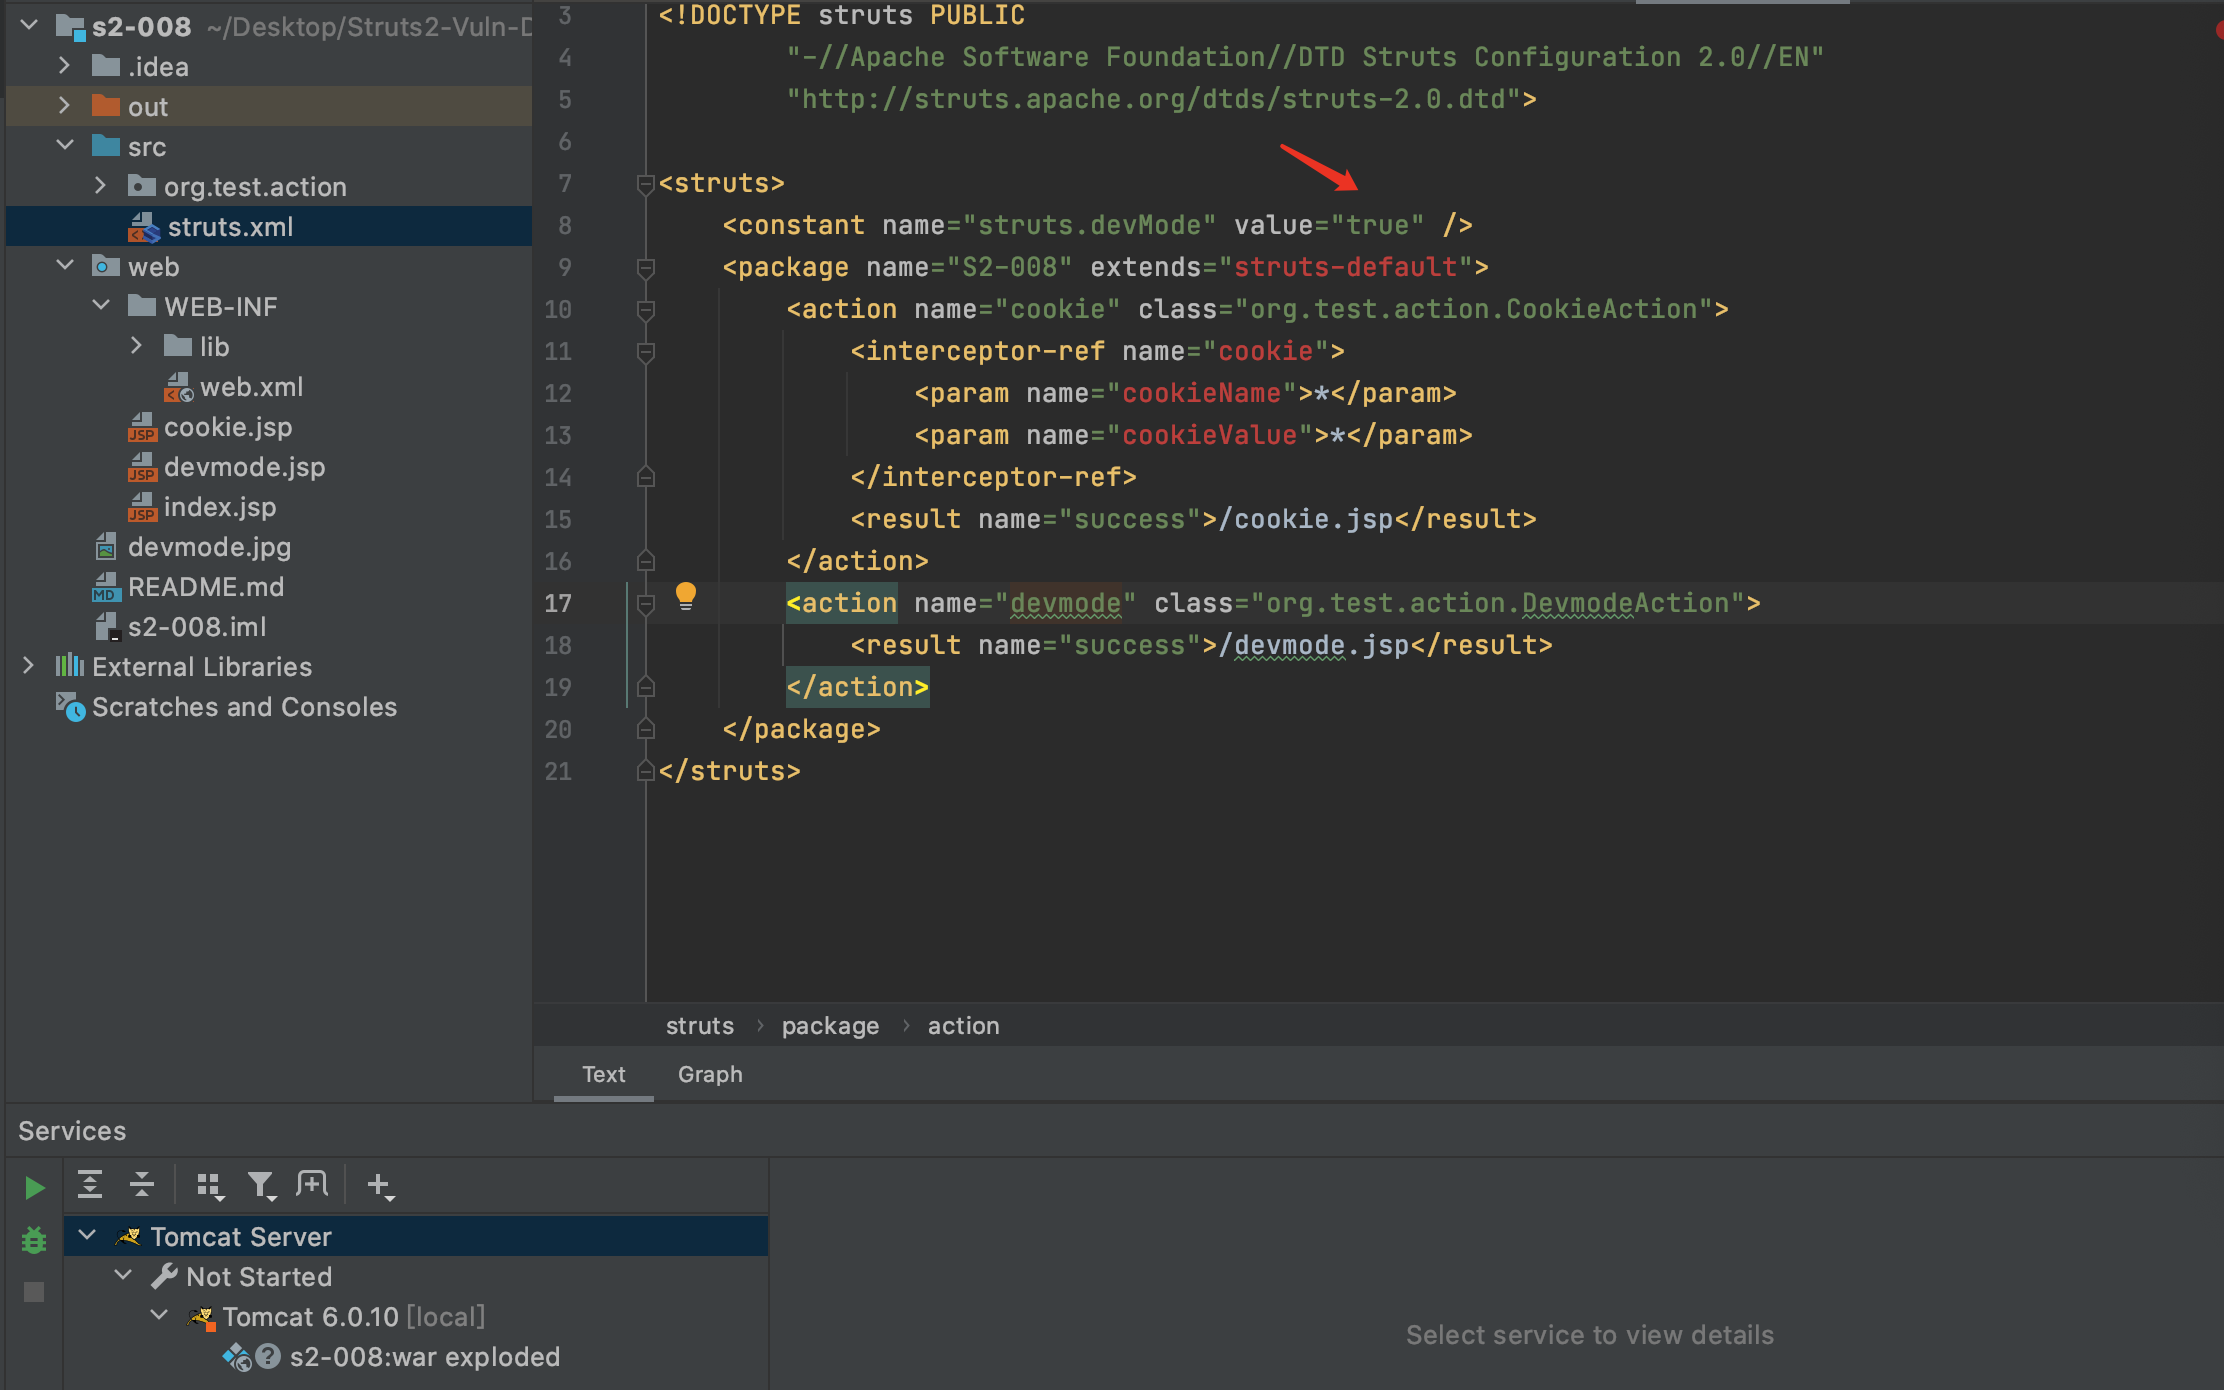 s2-008 ~/Desktop/Struts2-Vuln-D
.idea
out
src
org.test.action
struts.xml
web
WEB-INF
lib
web.xml
cookie.jsp
devmode.jsp
index.jsp
devmode.jpg
README.md
s2-008.iml
External Libraries
Scratches and Consoles
3 <!DOCTYPE struts PUBLIC
4 "-//Apache Software Foundation//DTD Struts Configuration 2.0//EN"
5 "http://struts.apache.org/dtds/struts-2.0.dtd">
6
7 <struts>
8 <constant name="struts.devMode" value="true" />
9 <package name="S2-008" extends="struts-default">
10 <action name="cookie" class="org.test.action.CookieAction">
11 <interceptor-ref name="cookie">
12 <param name="cookieName">*</param>
13 <param name="cookieValue">*</param>
14 </interceptor-ref>
15 <result name="success">/cookie.jsp</result>
16 </action>
17 <action name="devmode" class="org.test.action.DevmodeAction">
18 <result name="success">/devmode.jsp</result>
19 </action>
20 </package>
21 </struts>
struts › package › action
Text Graph
Services
Tomcat Server
Not Started
Tomcat 6.0.10 [local]
s2-008:war exploded
Select service to view details